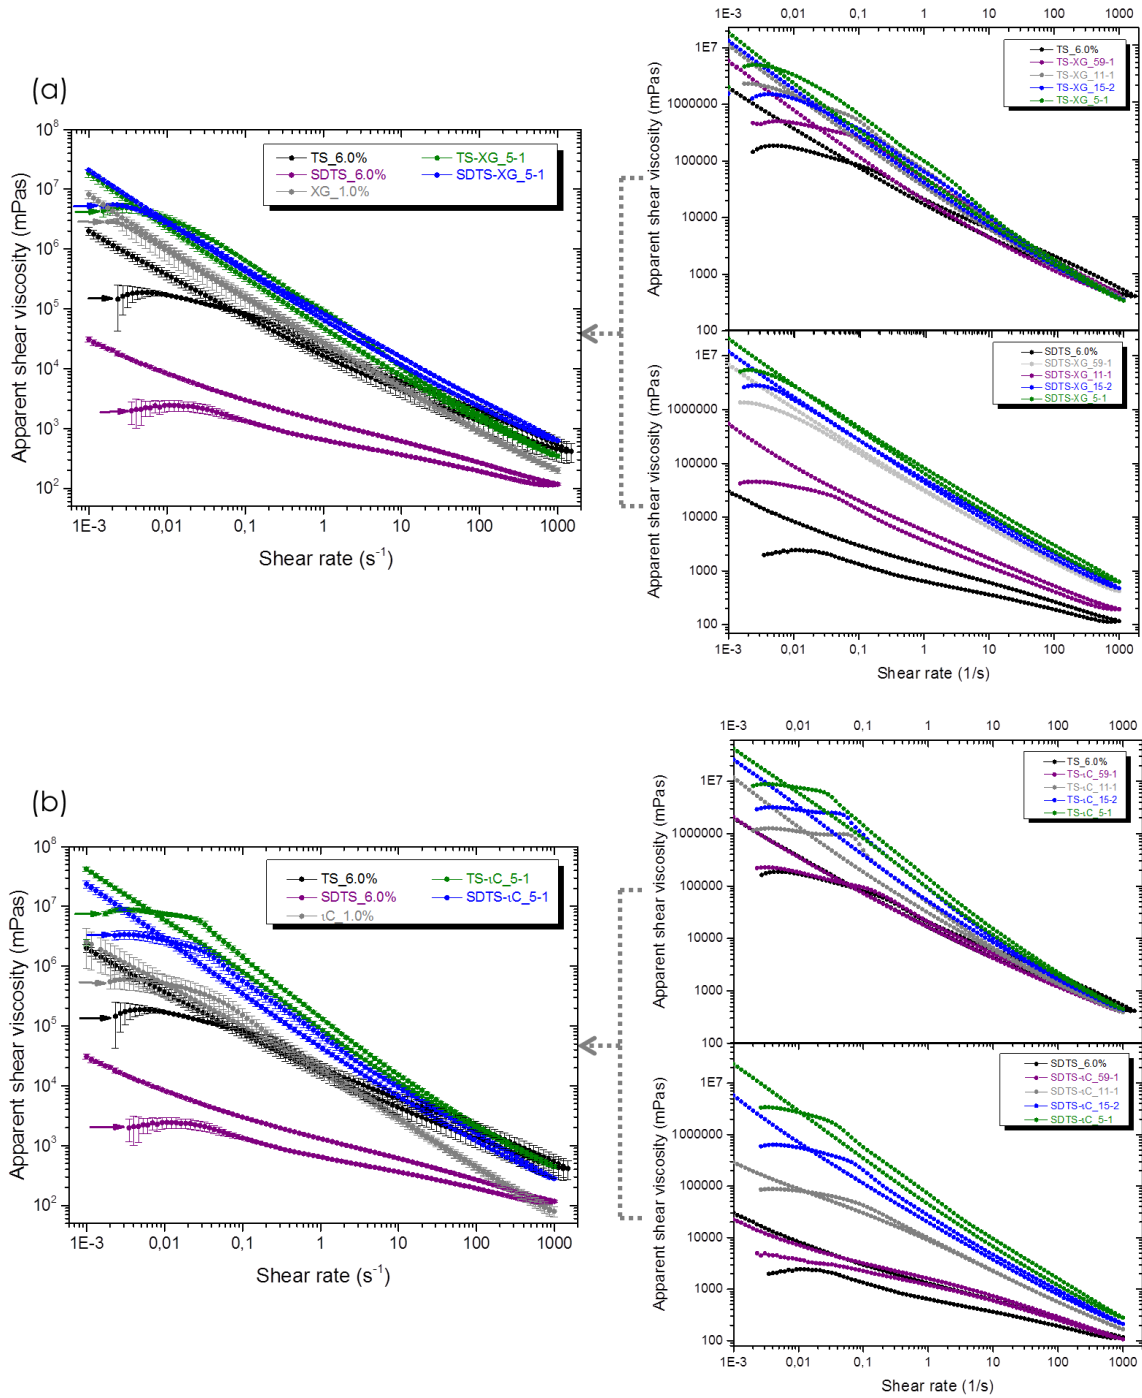 (a)
Apparent shear viscosity (mPas)
10^8
10^7
10^6
10^5
10^4
10^3
10^2
TS_6.0%
SDTS_6.0%
XG_1.0%
TS-XG_5-1
SDTS-XG_5-1
1E-3 0,01 0,1 1 10 100 1000
Shear rate (s^-1)
1E-3 0,01 0,1 1 10 100 1000
Apparent shear viscosity (mPas)
1E7
1000000
100000
10000
1000
100
TS_6.0%
TS-XG_59-1
TS-XG_11-1
TS-XG_15-2
TS-XG_5-1
Apparent shear viscosity (mPas)
1E7
1000000
100000
10000
1000
100
SDTS_6.0%
SDTS-XG_59-1
SDTS-XG_11-1
SDTS-XG_15-2
SDTS-XG_5-1
1E-3 0,01 0,1 1 10 100 1000
Shear rate (1/s)
(b)
Apparent shear viscosity (mPas)
10^8
10^7
10^6
10^5
10^4
10^3
10^2
TS_6.0%
SDTS_6.0%
ιC_1.0%
TS-ιC_5-1
SDTS-ιC_5-1
1E-3 0,01 0,1 1 10 100 1000
Shear rate (s^-1)
1E-3 0,01 0,1 1 10 100 1000
Apparent shear viscosity (mPas)
1E7
1000000
100000
10000
1000
100
TS_6.0%
TS-ιC_59-1
TS-ιC_11-1
TS-ιC_15-2
TS-ιC_5-1
Apparent shear viscosity (mPas)
1E7
1000000
100000
10000
1000
100
SDTS_6.0%
SDTS-ιC_59-1
SDTS-ιC_11-1
SDTS-ιC_15-2
SDTS-ιC_5-1
1E-3 0,01 0,1 1 10 100 1000
Shear rate (1/s)